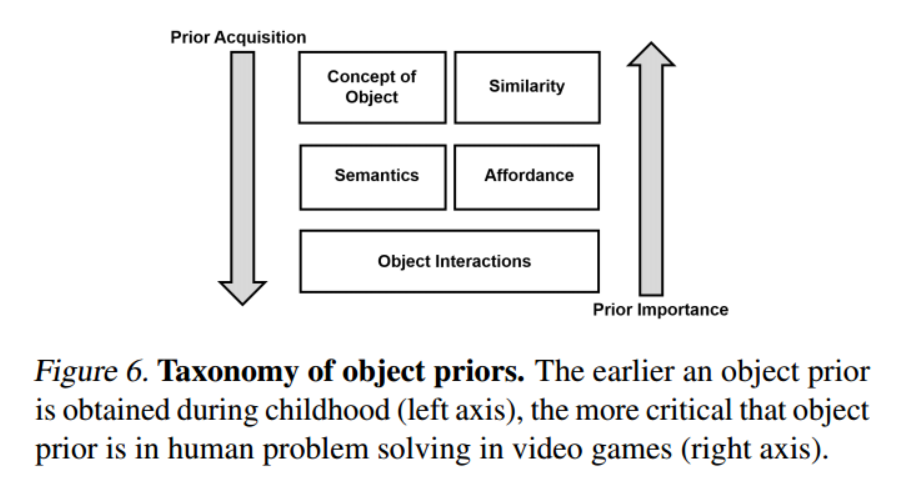 Prior Acquisition
Concept of
Object
Similarity
Semantics
Affordance
Object Interactions
Prior Importance
Figure 6. Taxonomy of object priors. The earlier an object prior
is obtained during childhood (left axis), the more critical that object
prior is in human problem solving in video games (right axis).